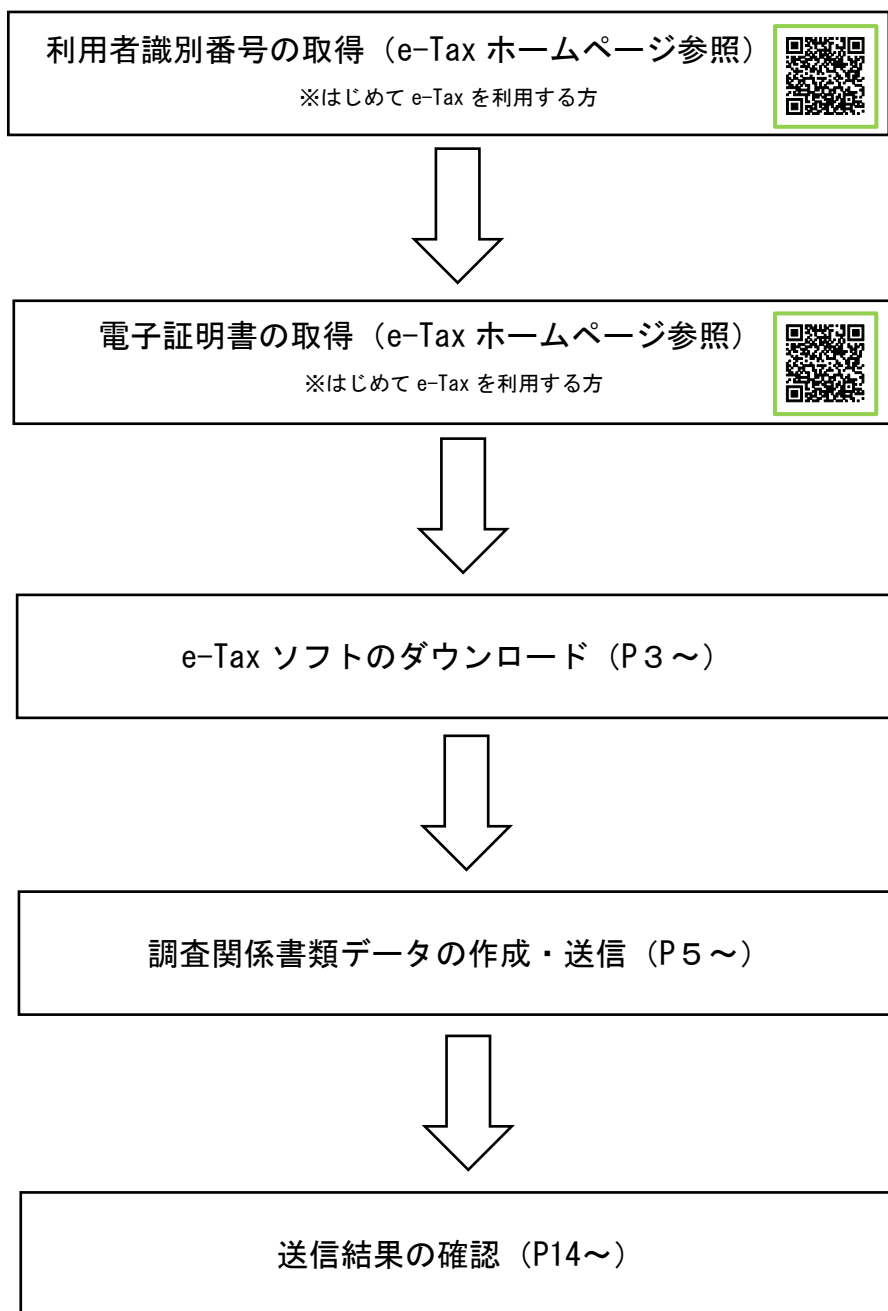 利用者識別番号の取得（e-Tax ホームページ参照）
※はじめて e-Tax を利用する方
電子証明書の取得（e-Tax ホームページ参照）
※はじめて e-Tax を利用する方
e-Tax ソフトのダウンロード（P３～）
調査関係書類データの作成・送信（P５～）
送信結果の確認（P14～）